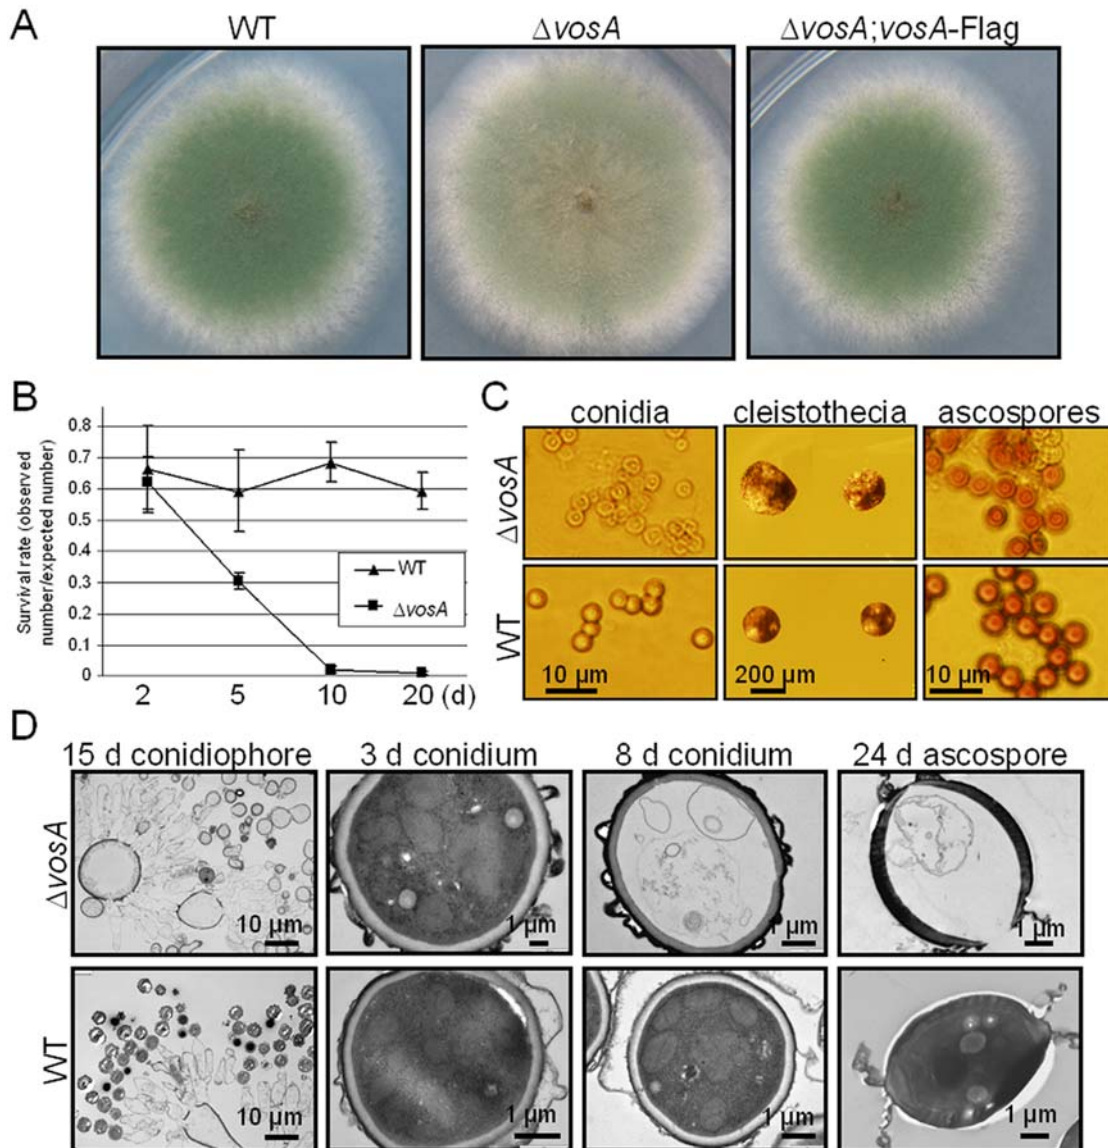 A
WT
ΔvosA
ΔvosA;vosA-Flag
B
Survival rate (observed
number/expected number)
0.8
0.7
0.6
0.5
0.4
0.3
0.2
0.1
0
WT
ΔvosA
2 5 10 20 (d)
C
conidia cleistothecia ascospores
ΔvosA
WT
10 µm
200 µm
10 µm
D
15 d conidiophore 3 d conidium 8 d conidium 24 d ascospore
ΔvosA
10 µm
1 µm
1 µm
1 µm
WT
10 µm
1 µm
1 µm
1 µm